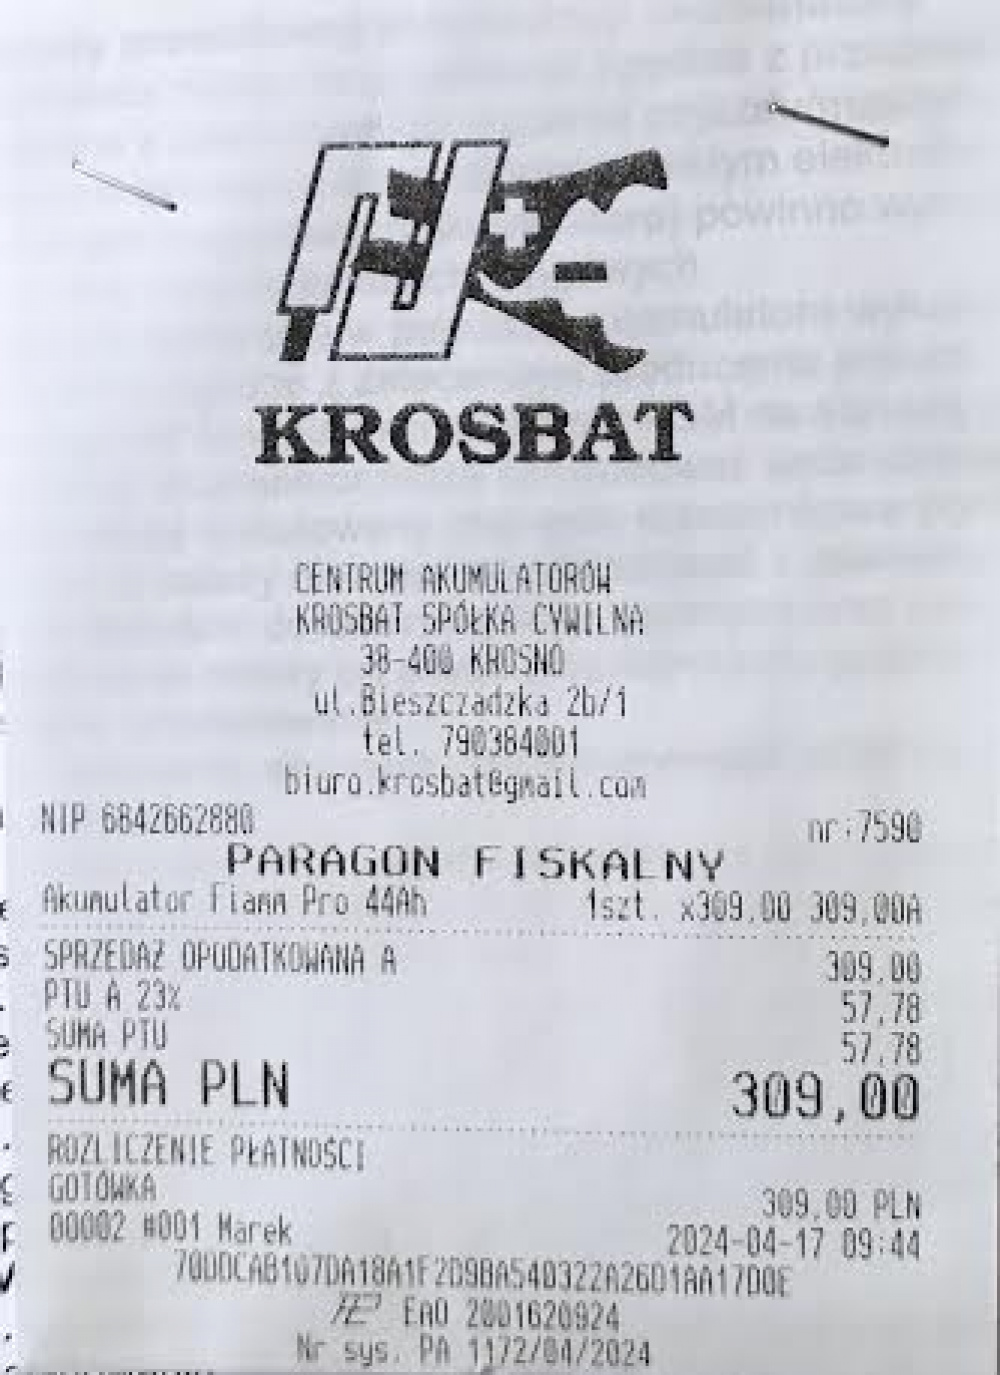 KROSBAT
CENTRUM AKUMULATORÓW
KROSBAT SPÓŁKA CYWILNA
38-400 KROSNO
ul.Bieszczadzka 2b/1
tel. 790384001
biuro.krosbat@gmail.com
NIP 6842662880 nr:7590
PARAGON FISKALNY
Akumulator Fiamm Pro 44Ah 1szt. x309,00 309,00A
SPRZEDAŻ OPODATKOWANA A 309,00
PTU A 23% 57,78
SUMA PTU 57,78
SUMA PLN 309,00
ROZLICZENIE PŁATNOŚCI
GOTÓWKA 309,00 PLN
00002 #001 Marek 2024-04-17 09:44
70DDCAB107DA18A1F2D9BA540322A26D1AA17D0E
EAO 2001620924
Nr sys. PA 1172/04/2024